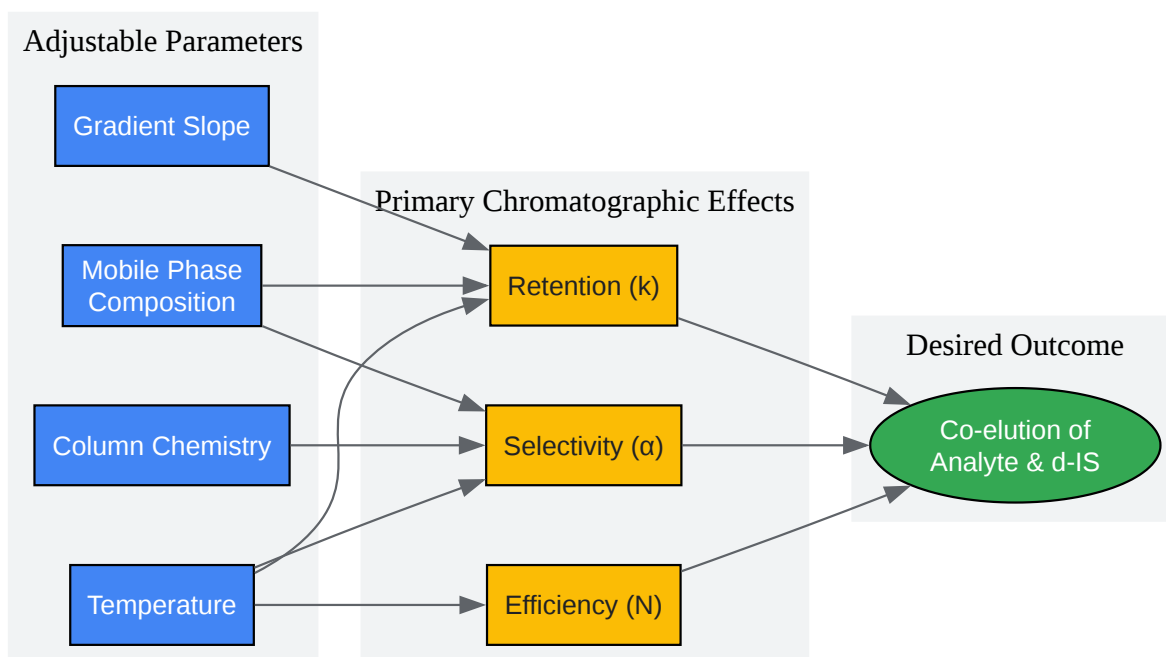 Adjustable Parameters
Gradient Slope
Mobile Phase
Composition
Column Chemistry
Temperature
Primary Chromatographic Effects
Retention (k)
Selectivity (α)
Efficiency (N)
Desired Outcome
Co-elution of
Analyte & d-IS